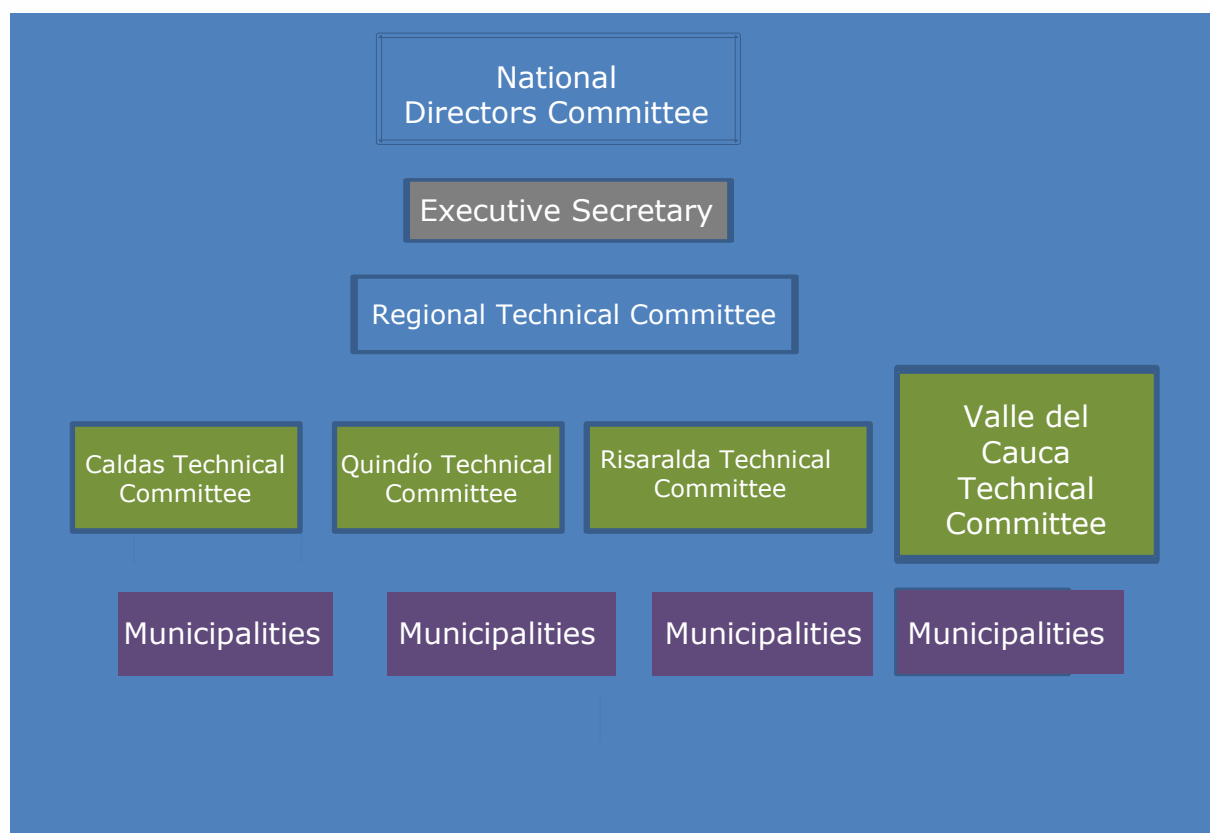 National
Directors Committee
Executive Secretary
Regional Technical Committee
Caldas Technical
Committee
Quindío Technical
Committee
Risaralda Technical
Committee
Valle del
Cauca
Technical
Committee
Municipalities
Municipalities
Municipalities
Municipalities